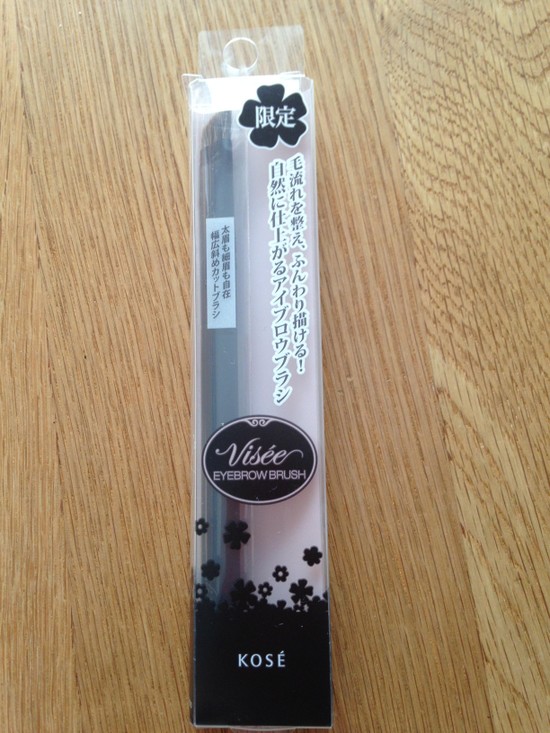 限定
毛流れを整え、ふんわり描ける!
自然に仕上がるアイブロウブラシ
太眉も細眉も自在
幅広斜めカットブラシ
Visée
EYEBROW BRUSH
KOSÉ